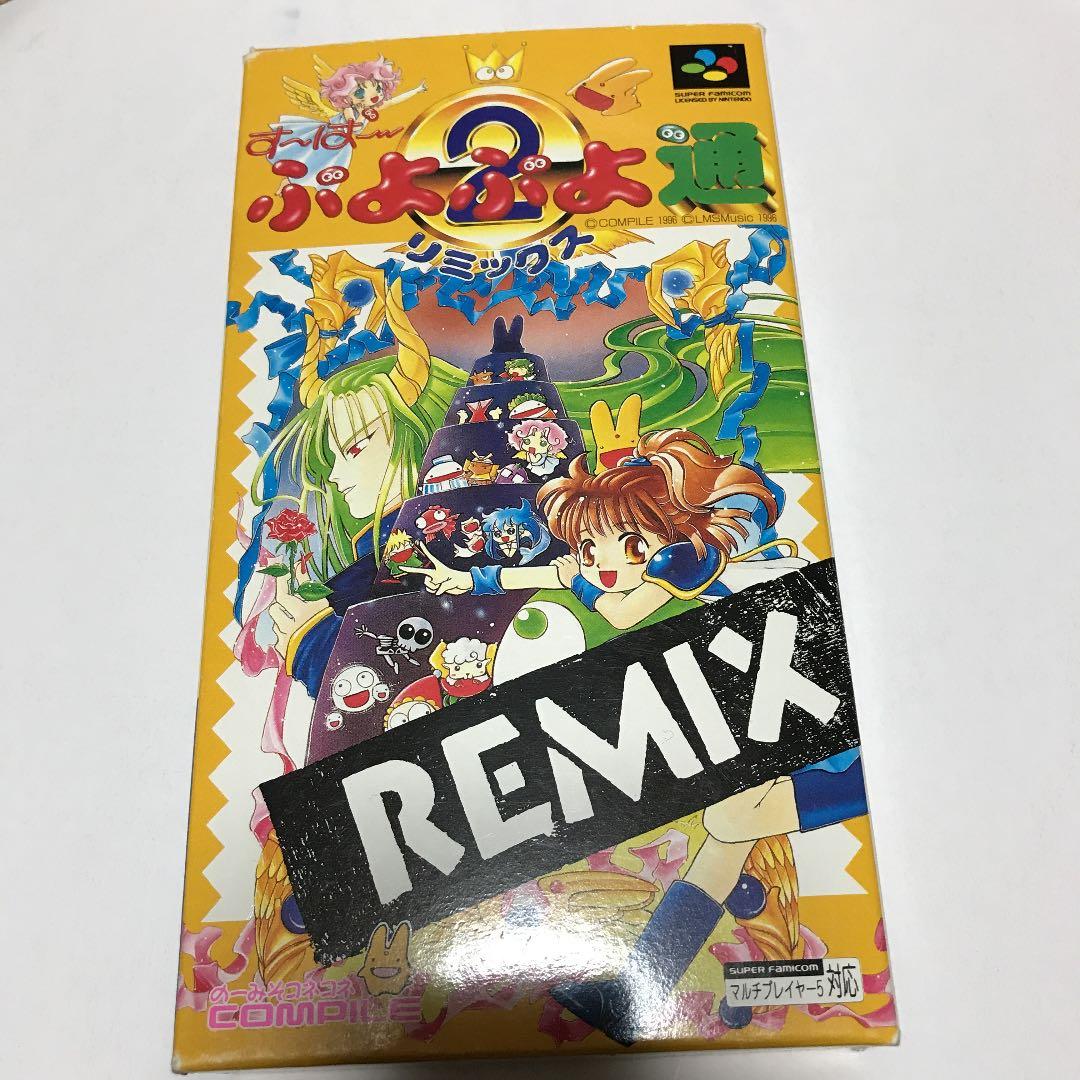 SUPER FAMICOM
LICENSED BY NINTENDO
す〜ぱ〜
2
ぷよぷよ通
©COMPILE 1996 ©LMSMusic 1996
リミックス
REMIX
SUPER FAMICOM
マルチプレイヤー5 対応
のーみそコネコネ
COMPILE